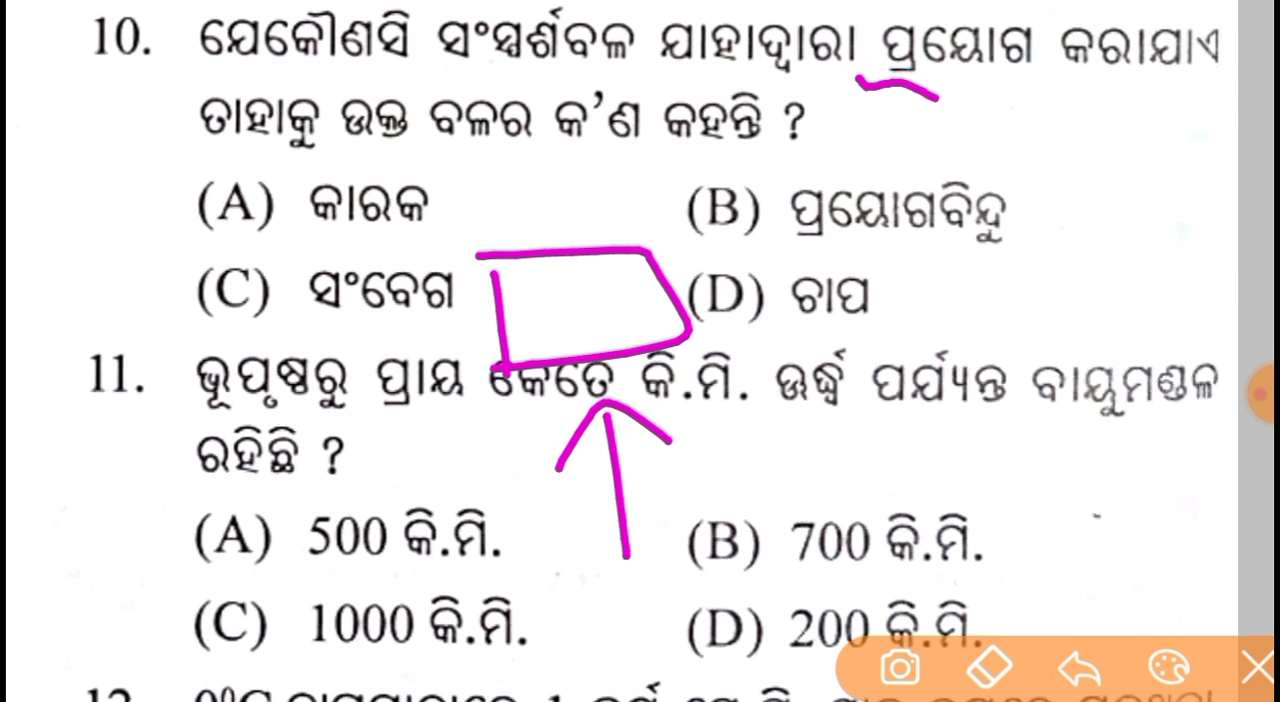 10. ଯେକୌଣସି ସଂସ୍ପର୍ଶବଳ ଯାହାଦ୍ୱାରା ପ୍ରୟୋଗ କରାଯାଏ
ତାହାକୁ ଉକ୍ତ ବଳର କ'ଣ କହନ୍ତି ?
(A) କାରକ (B) ପ୍ରୟୋଗବିନ୍ଦୁ
(C) ସଂବେଗ (D) ଚାପ
11. ଭୂପୃଷ୍ଠରୁ ପ୍ରାୟ କେତେ କି.ମି. ଊର୍ଦ୍ଧ୍ୱ ପର୍ଯ୍ୟନ୍ତ ବାୟୁମଣ୍ଡଳ
ରହିଛି ?
(A) 500 କି.ମି. (B) 700 କି.ମି.
(C) 1000 କି.ମି. (D) 200 କି.ମି.